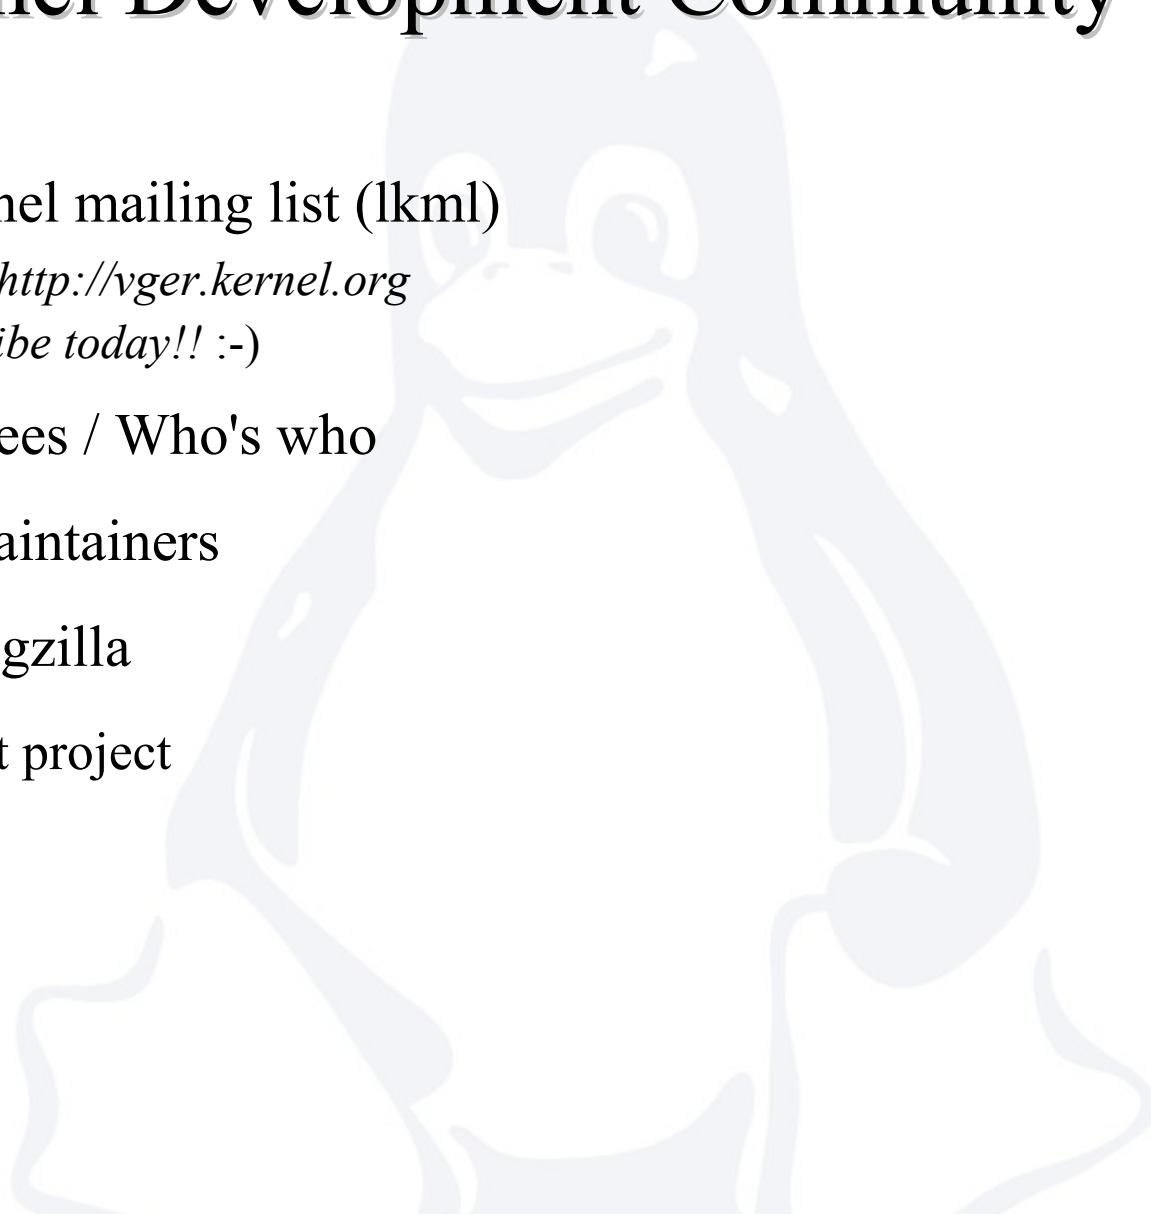 nel Development Community
nel mailing list (lkml)
http://vger.kernel.org
ibe today!! :-)
ees / Who's who
aintainers
gzilla
t project